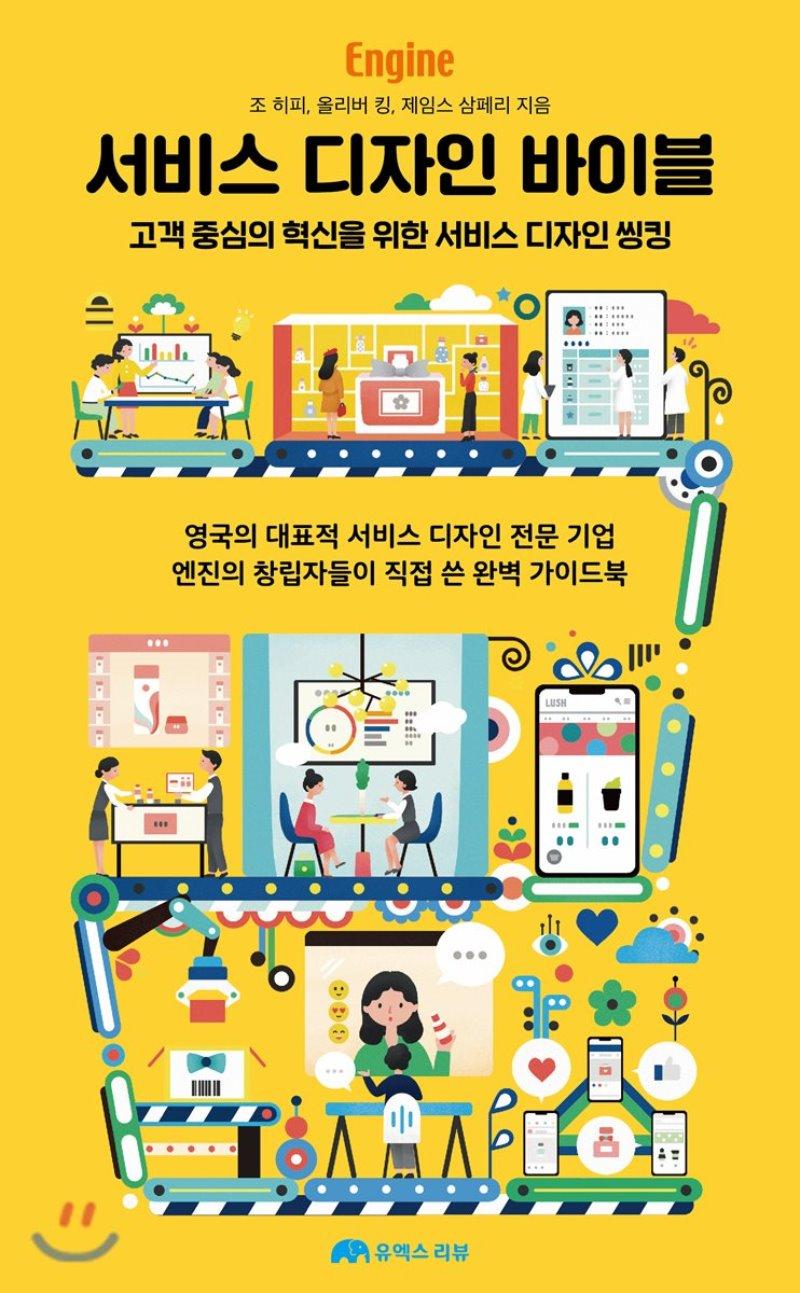 Engine
조 히피, 올리버 킹, 제임스 삼페리 지음
서비스 디자인 바이블
고객 중심의 혁신을 위한 서비스 디자인 씽킹
영국의 대표적 서비스 디자인 전문 기업
엔진의 창립자들이 직접 쓴 완벽 가이드북
LUSH
유엑스 리뷰